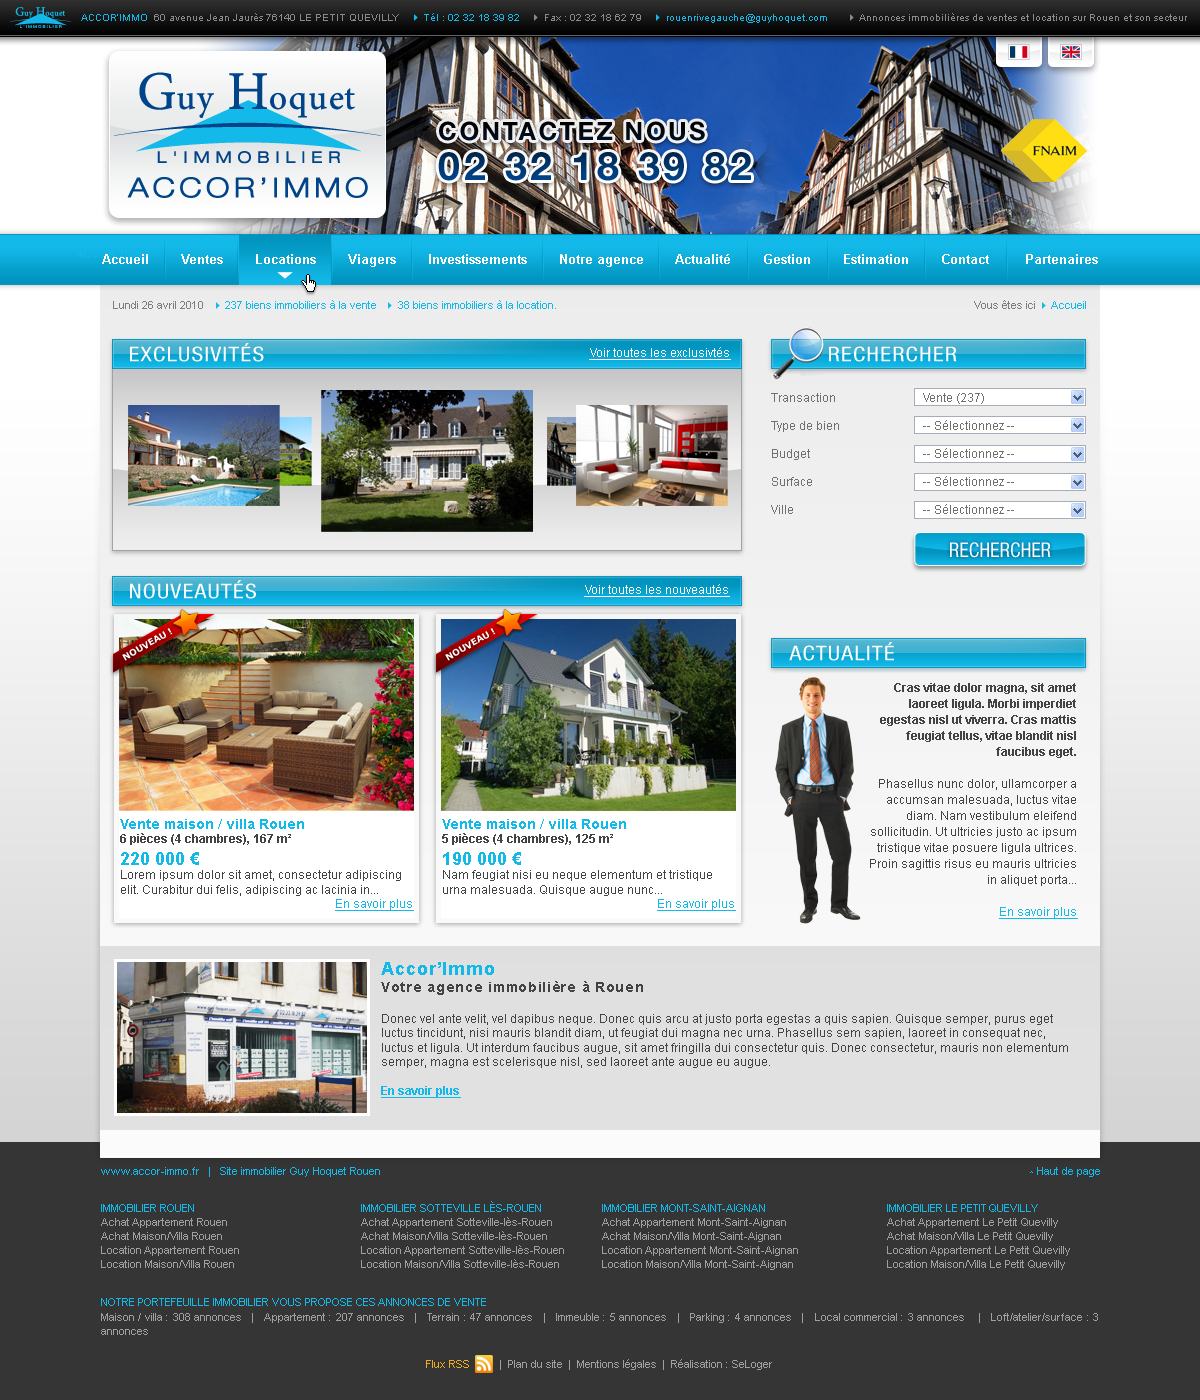 Guy Hoquet
L'IMMOBILIER
ACCOR'IMMO 60 avenue Jean Jaurès 76140 LE PETIT QUEVILLY Tél : 02 32 18 39 82 Fax : 02 32 18 62 79 rouenrivegauche@guyhoquet.com Annonces immobilières de ventes et location sur Rouen et son secteur
GUY HOQUET
L'IMMOBILIER
ACCOR'IMMO
CONTACTEZ NOUS
02 32 18 39 82
FNAIM
Accueil Ventes Locations Viagers Investissements Notre agence Actualité Gestion Estimation Contact Partenaires
Lundi 26 avril 2010 237 biens immobiliers à la vente 38 biens immobiliers à la location. Vous êtes ici Accueil
EXCLUSIVITÉS Voir toutes les exclusivtés
RECHERCHER
Transaction Vente (237)
Type de bien -- Sélectionnez --
Budget -- Sélectionnez --
Surface -- Sélectionnez --
Ville -- Sélectionnez --
RECHERCHER
NOUVEAUTÉS Voir toutes les nouveautés
NOUVEAU !
Vente maison / villa Rouen
6 pièces (4 chambres), 167 m²
220 000 €
Lorem ipsum dolor sit amet, consectetur adipiscing
elit. Curabitur dui felis, adipiscing ac lacinia in...
En savoir plus
NOUVEAU !
Vente maison / villa Rouen
5 pièces (4 chambres), 125 m²
190 000 €
Nam feugiat nisi eu neque elementum et tristique
urna malesuada. Quisque augue nunc...
En savoir plus
ACTUALITÉ
Cras vitae dolor magna, sit amet
laoreet ligula. Morbi imperdiet
egestas nisl ut viverra. Cras mattis
feugiat tellus, vitae blandit nisl
faucibus eget.
Phasellus nunc dolor, ullamcorper a
accumsan malesuada, luctus vitae
diam. Nam vestibulum eleifend
sollicitudin. Ut ultricies justo ac ipsum
tristique vitae posuere ligula ultrices.
Proin sagittis risus eu mauris ultricies
in aliquet porta...
En savoir plus
Accor'Immo
Votre agence immobilière à Rouen
Donec vel ante velit, vel dapibus neque. Donec quis arcu at justo porta egestas a quis sapien. Quisque semper, purus eget
luctus tincidunt, nisi mauris blandit diam, ut feugiat dui magna nec urna. Phasellus sem sapien, laoreet in consequat nec,
luctus et ligula. Ut interdum faucibus augue, sit amet fringilla dui consectetur quis. Donec consectetur, mauris non elementum
semper, magna est scelerisque nisl, sed laoreet ante augue eu augue.
En savoir plus
www.accor-immo.fr | Site immobilier Guy Hoquet Rouen Haut de page
IMMOBILIER ROUEN
Achat Appartement Rouen
Achat Maison/Villa Rouen
Location Appartement Rouen
Location Maison/Villa Rouen
IMMOBILIER SOTTEVILLE LÈS-ROUEN
Achat Appartement Sotteville-lès-Rouen
Achat Maison/Villa Sotteville-lès-Rouen
Location Appartement Sotteville-lès-Rouen
Location Maison/Villa Sotteville-lès-Rouen
IMMOBILIER MONT-SAINT-AIGNAN
Achat Appartement Mont-Saint-Aignan
Achat Maison/Villa Mont-Saint-Aignan
Location Appartement Mont-Saint-Aignan
Location Maison/Villa Mont-Saint-Aignan
IMMOBILIER LE PETIT QUEVILLY
Achat Appartement Le Petit Quevilly
Achat Maison/Villa Le Petit Quevilly
Location Appartement Le Petit Quevilly
Location Maison/Villa Le Petit Quevilly
NOTRE PORTEFEUILLE IMMOBILIER VOUS PROPOSE CES ANNONCES DE VENTE
Maison / villa : 308 annonces | Appartement : 207 annonces | Terrain : 47 annonces | Immeuble : 5 annonces | Parking : 4 annonces | Local commercial : 3 annonces | Loft/atelier/surface : 3
annonces
Flux RSS | Plan du site | Mentions légales | Réalisation : SeLoger